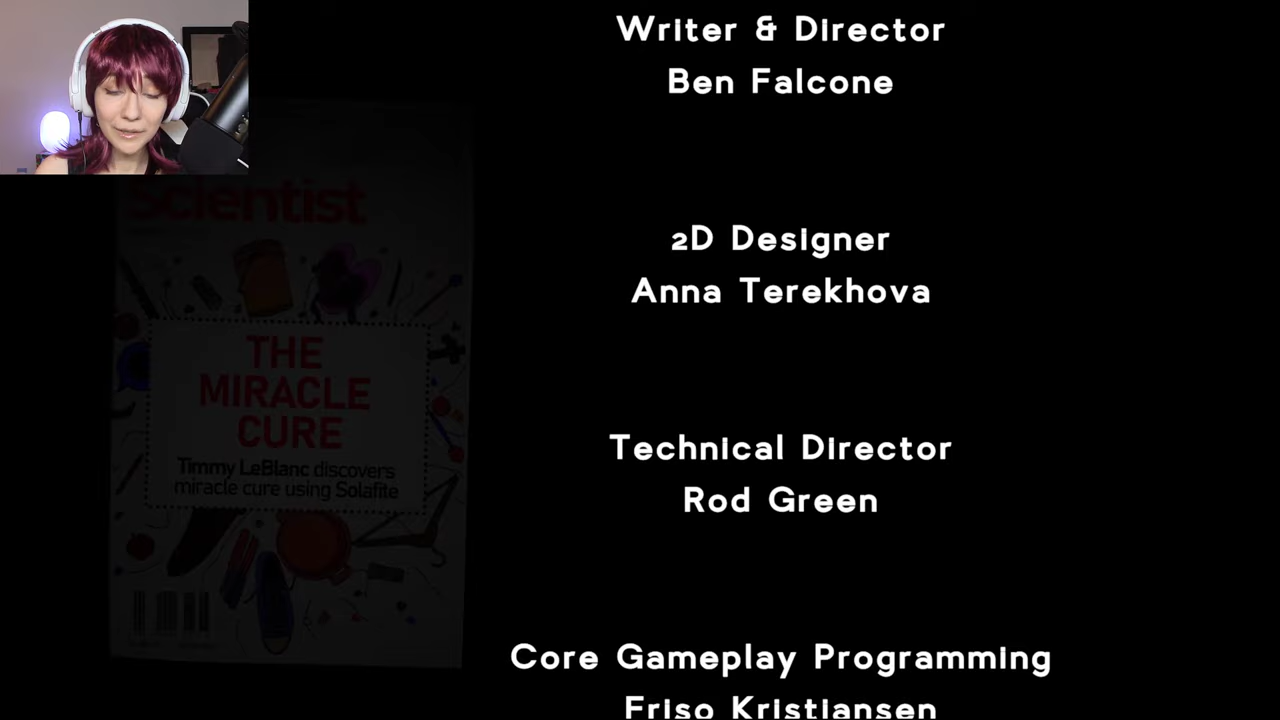 Writer & Director
Ben Falcone
Scientist
2D Designer
Anna Terekhova
THE
MIRACLE
CURE
Timmy LeBlanc discovers
miracle cure using Solafite
Technical Director
Rod Green
Core Gameplay Programming
Friso Kristiansen